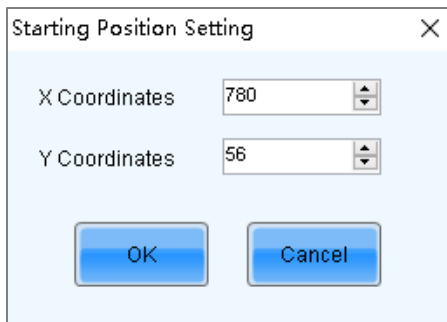 Starting Position Setting
X Coordinates 780
Y Coordinates 56
OK Cancel